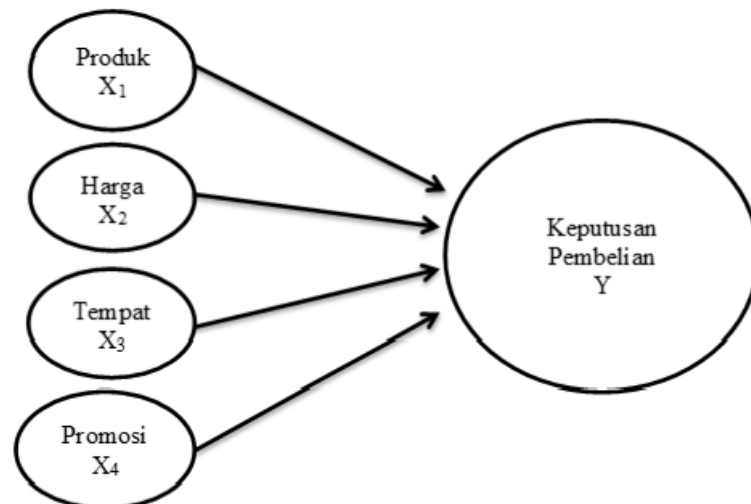 Produk
X₁
Harga
X₂
Tempat
X₃
Promosi
X₄
Keputusan
Pembelian
Y